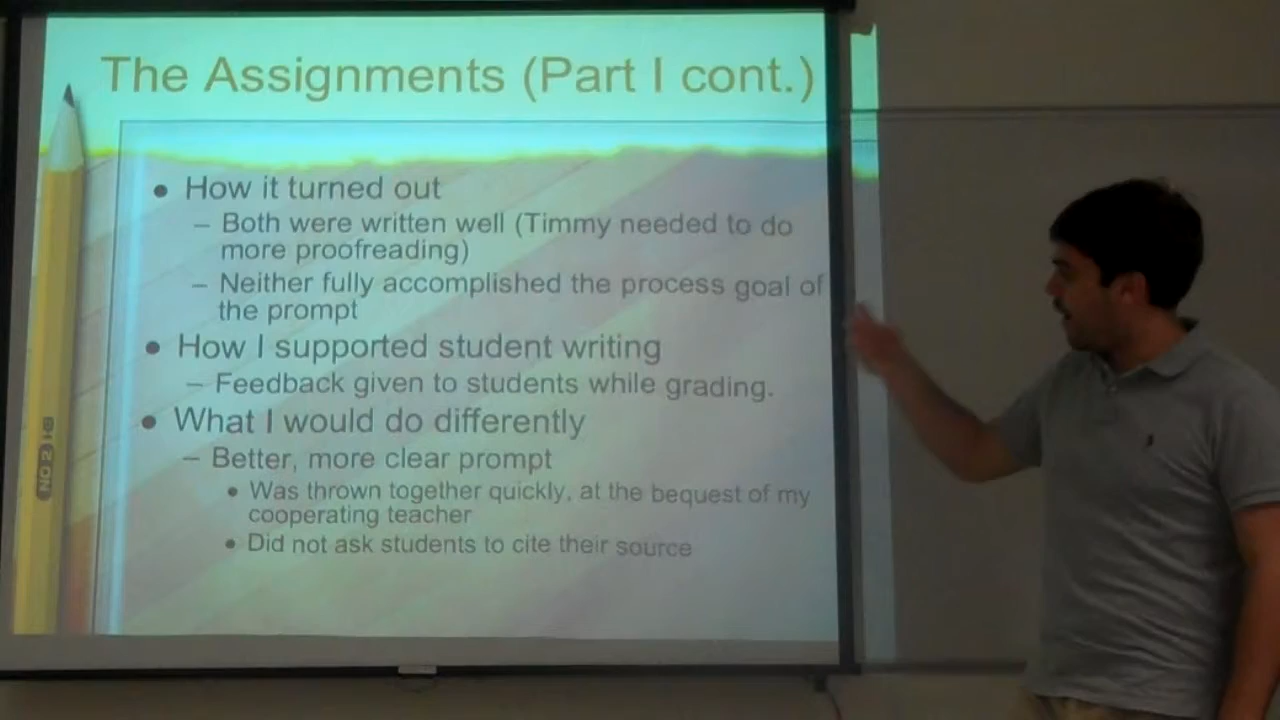 The Assignments (Part I cont.)
• How it turned out
– Both were written well (Timmy needed to do
more proofreading)
– Neither fully accomplished the process goal of
the prompt
• How I supported student writing
– Feedback given to students while grading.
• What I would do differently
– Better, more clear prompt
• Was thrown together quickly, at the bequest of my
cooperating teacher
• Did not ask students to cite their source
NO 2 HB